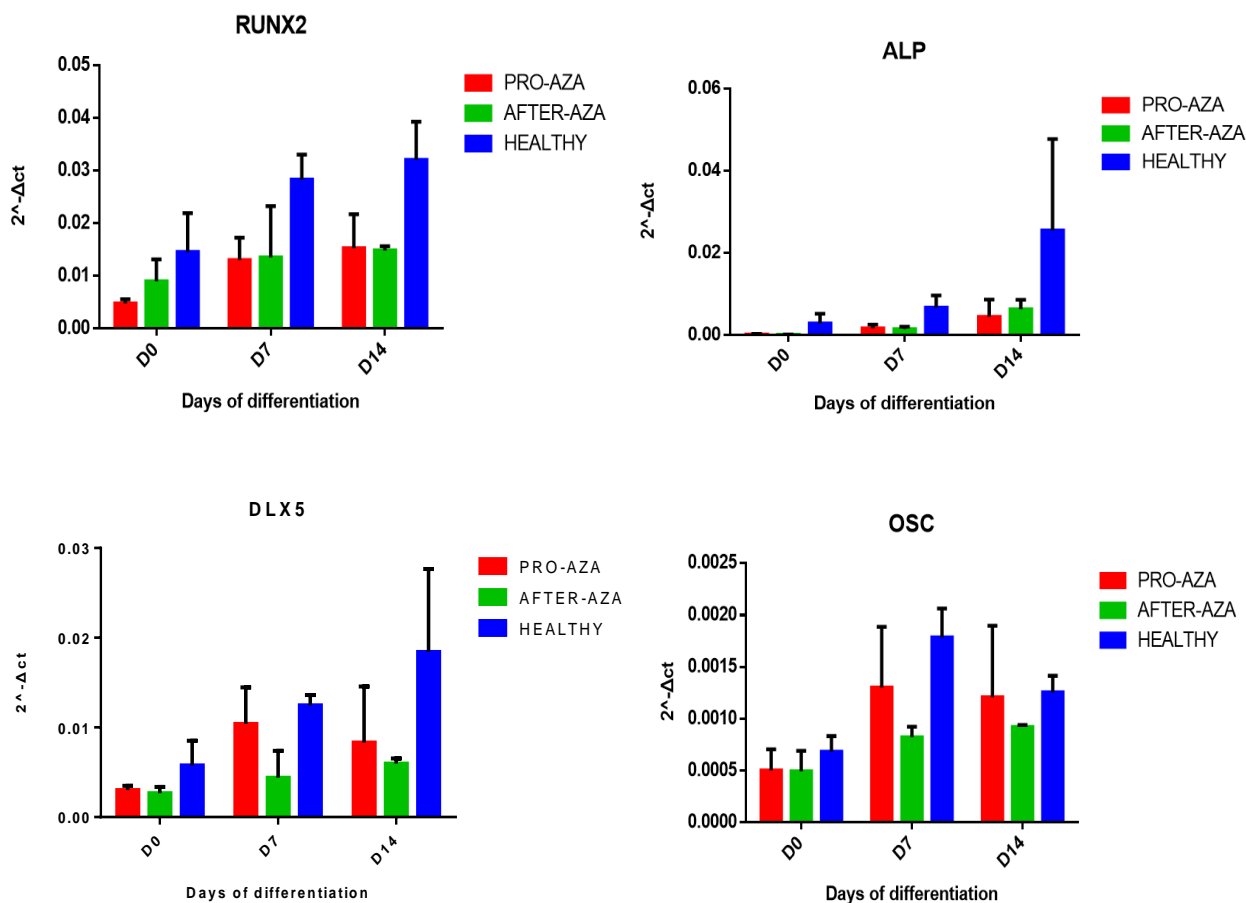 RUNX2
0.05
0.04
0.03
0.02
0.01
0.00
2^-Δct
D0
D7
D14
Days of differentiation
PRO-AZA
AFTER-AZA
HEALTHY
ALP
0.06
0.04
0.02
0.00
2^-Δct
D0
D7
D14
Days of differentiation
PRO-AZA
AFTER-AZA
HEALTHY
DLX5
0.03
0.02
0.01
0.00
2^-Δct
D0
D7
D14
Days of differentiation
PRO-AZA
AFTER-AZA
HEALTHY
OSC
0.0025
0.0020
0.0015
0.0010
0.0005
0.0000
2^-Δct
D0
D7
D14
Days of differentiation
PRO-AZA
AFTER-AZA
HEALTHY